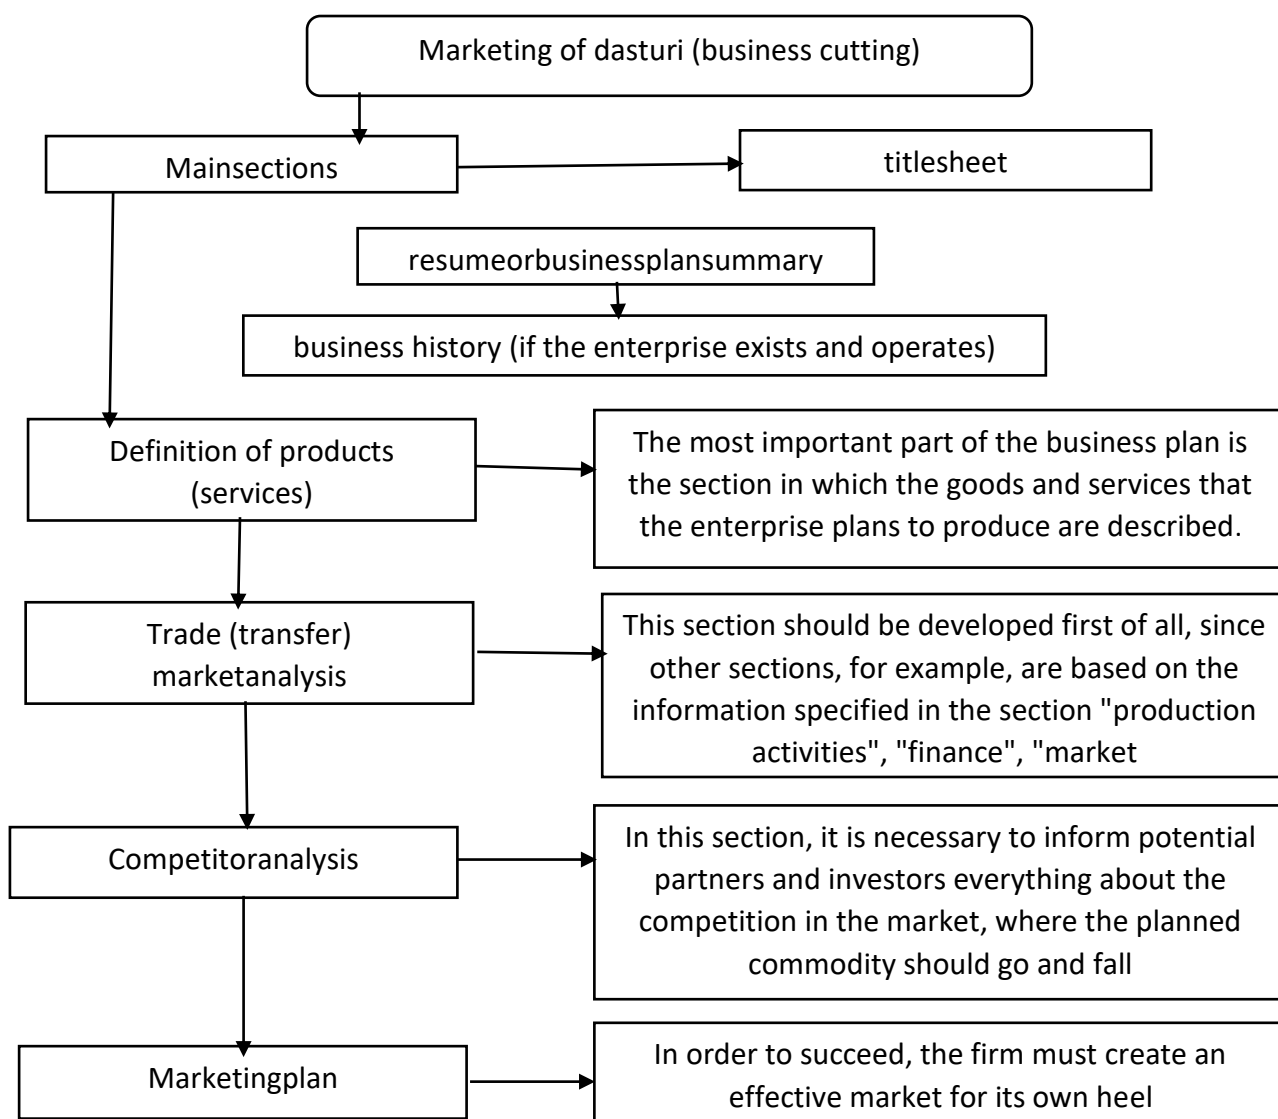 Marketing of dasturi (business cutting)
Mainsections
titlesheet
resumeorbusinessplansummary
business history (if the enterprise exists and operates)
Definition of products
(services)
The most important part of the business plan is
the section in which the goods and services that
the enterprise plans to produce are described.
Trade (transfer)
marketanalysis
This section should be developed first of all, since
other sections, for example, are based on the
information specified in the section "production
activities", "finance", "market
Competitoranalysis
In this section, it is necessary to inform potential
partners and investors everything about the
competition in the market, where the planned
commodity should go and fall
Marketingplan
In order to succeed, the firm must create an
effective market for its own heel